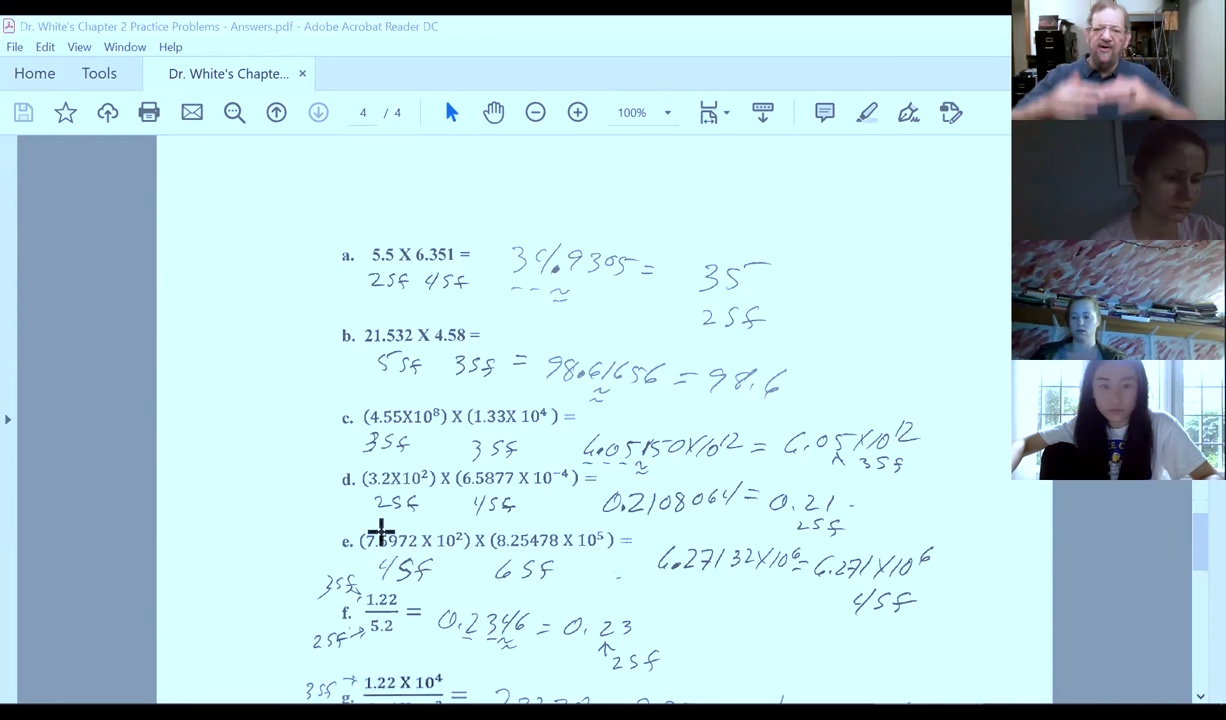 Dr. White's Chapter 2 Practice Problems - Answers.pdf - Adobe Acrobat Reader DC
File Edit View Window Help
Home Tools Dr. White's Chapte... ×
4 / 4 100%
a. 5.5 X 6.351 = 34.9305 = 35
2sf 4sf 2sf
b. 21.532 X 4.58 =
5sf 3sf = 98.61656 = 98.6
c. (4.55X10⁸) X (1.33X 10⁴ ) =
3sf 3sf 6.05150X10¹² = 6.05X10¹²
3sf
d. (3.2X10²) X (6.5877 X 10⁻⁴ ) =
2sf 4sf 0.2108064 = 0.21
2sf
e. (7.5972 X 10²) X (8.25478 X 10⁵ ) =
4sf 6sf 6.27132X10⁶ = 6.271X10⁶
4sf
3sf
f. 1.22
5.2 = 0.2346 = 0.23
2sf 2sf
3sf 1.22 X 10⁴
g. =